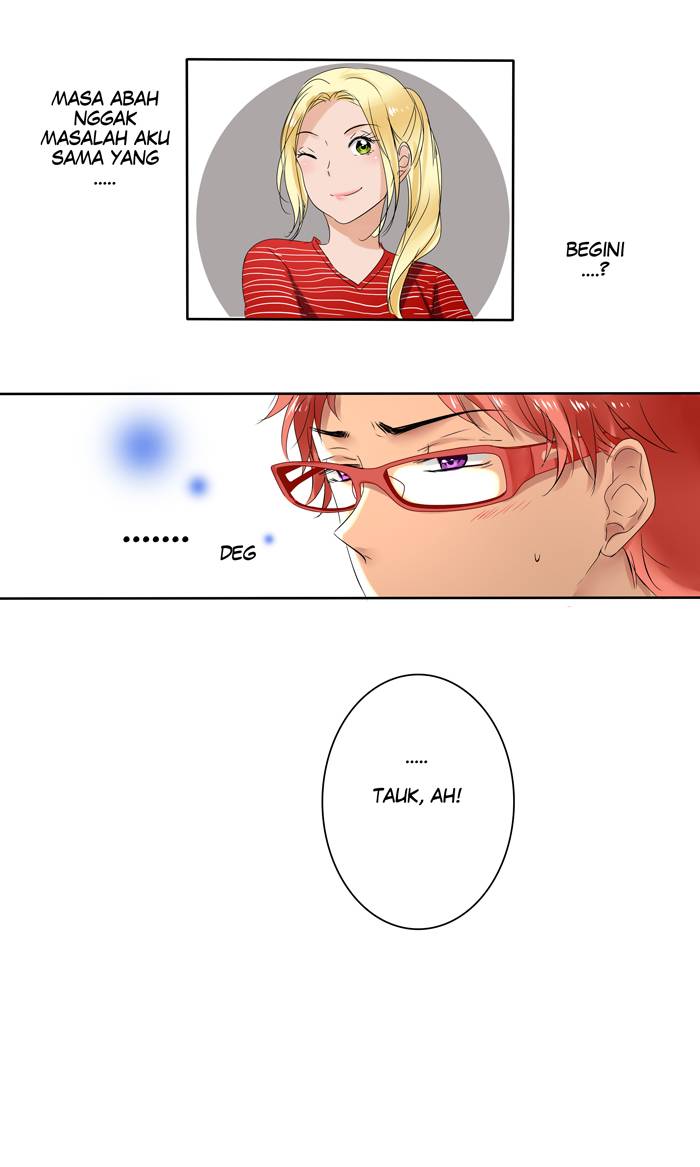 MASA ABAH
NGGAK
MASALAH AKU
SAMA YANG
.....
BEGINI
....?
.......
DEG
.....
TAUK, AH!